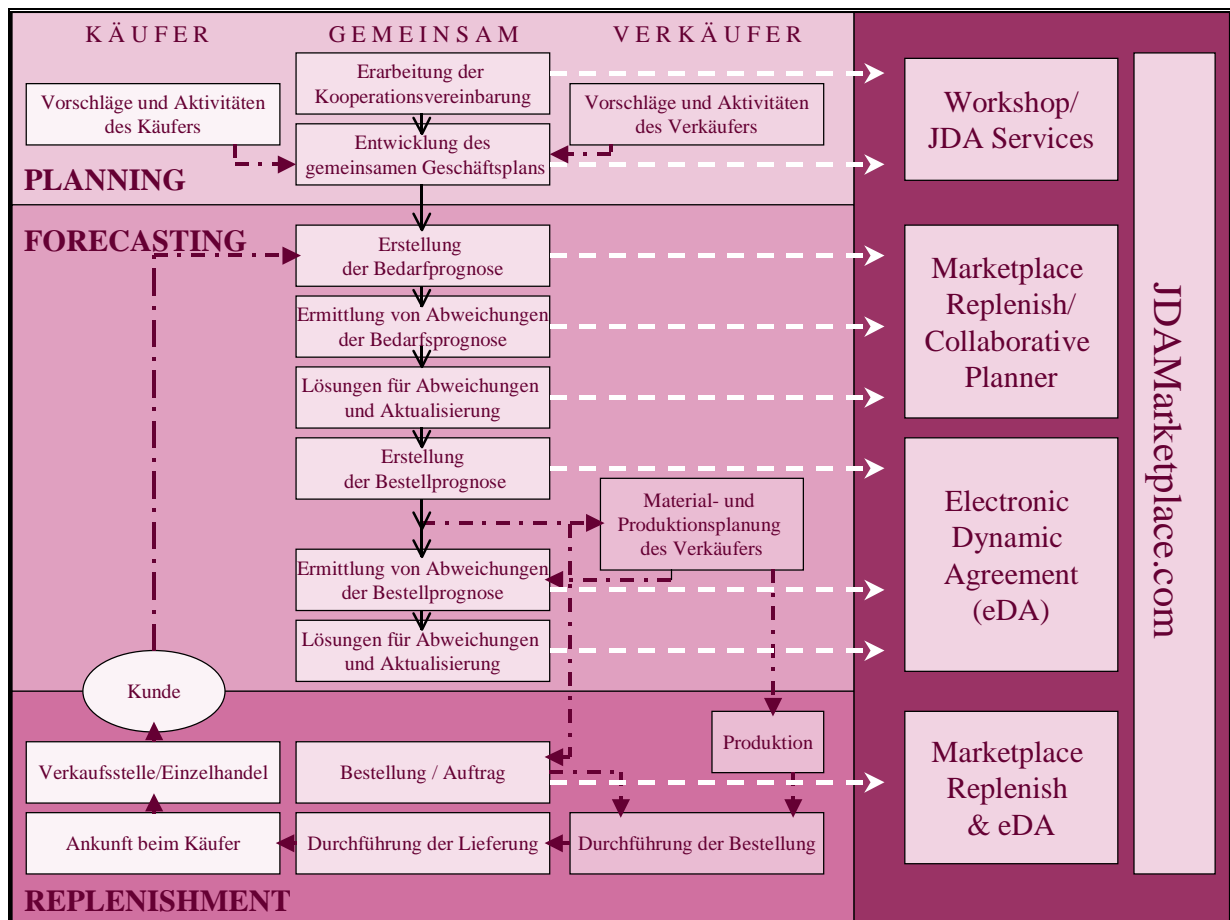 KÄUFER
GEMEINSAM
VERKÄUFER
Erarbeitung der
Kooperationsvereinbarung
Vorschläge und Aktivitäten
des Käufers
Vorschläge und Aktivitäten
des Verkäufers
Entwicklung des
gemeinsamen Geschäftsplans
PLANNING
Workshop/
JDA Services
FORECASTING
Erstellung
der Bedarfprognose
Ermittlung von Abweichungen
der Bedarfsprognose
Lösungen für Abweichungen
und Aktualisierung
Marketplace
Replenish/
Collaborative
Planner
Erstellung
der Bestellprognose
Material- und
Produktionsplanung
des Verkäufers
Ermittlung von Abweichungen
der Bestellprognose
Lösungen für Abweichungen
und Aktualisierung
Electronic
Dynamic
Agreement
(eDA)
Kunde
Verkaufsstelle/Einzelhandel
Bestellung / Auftrag
Produktion
Ankunft beim Käufer
Durchführung der Lieferung
Durchführung der Bestellung
REPLENISHMENT
Marketplace
Replenish
& eDA
JDAMarketplace.com